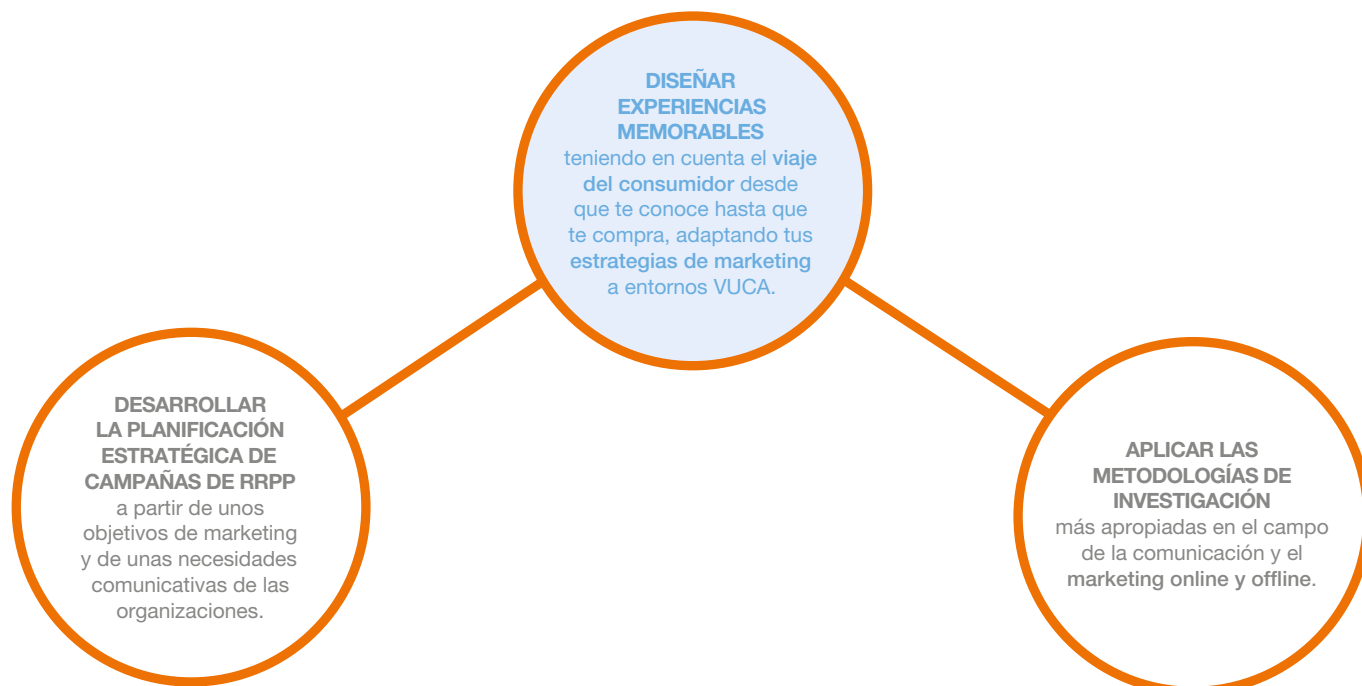 DISEÑAR
EXPERIENCIAS
MEMORABLES
teniendo en cuenta el viaje
del consumidor desde
que te conoce hasta que
te compra, adaptando tus
estrategias de marketing
a entornos VUCA.
DESARROLLAR
LA PLANIFICACIÓN
ESTRATÉGICA DE
CAMPAÑAS DE RRPP
a partir de unos
objetivos de marketing
y de unas necesidades
comunicativas de las
organizaciones.
APLICAR LAS
METODOLOGÍAS DE
INVESTIGACIÓN
más apropiadas en el campo
de la comunicación y el
marketing online y offline.